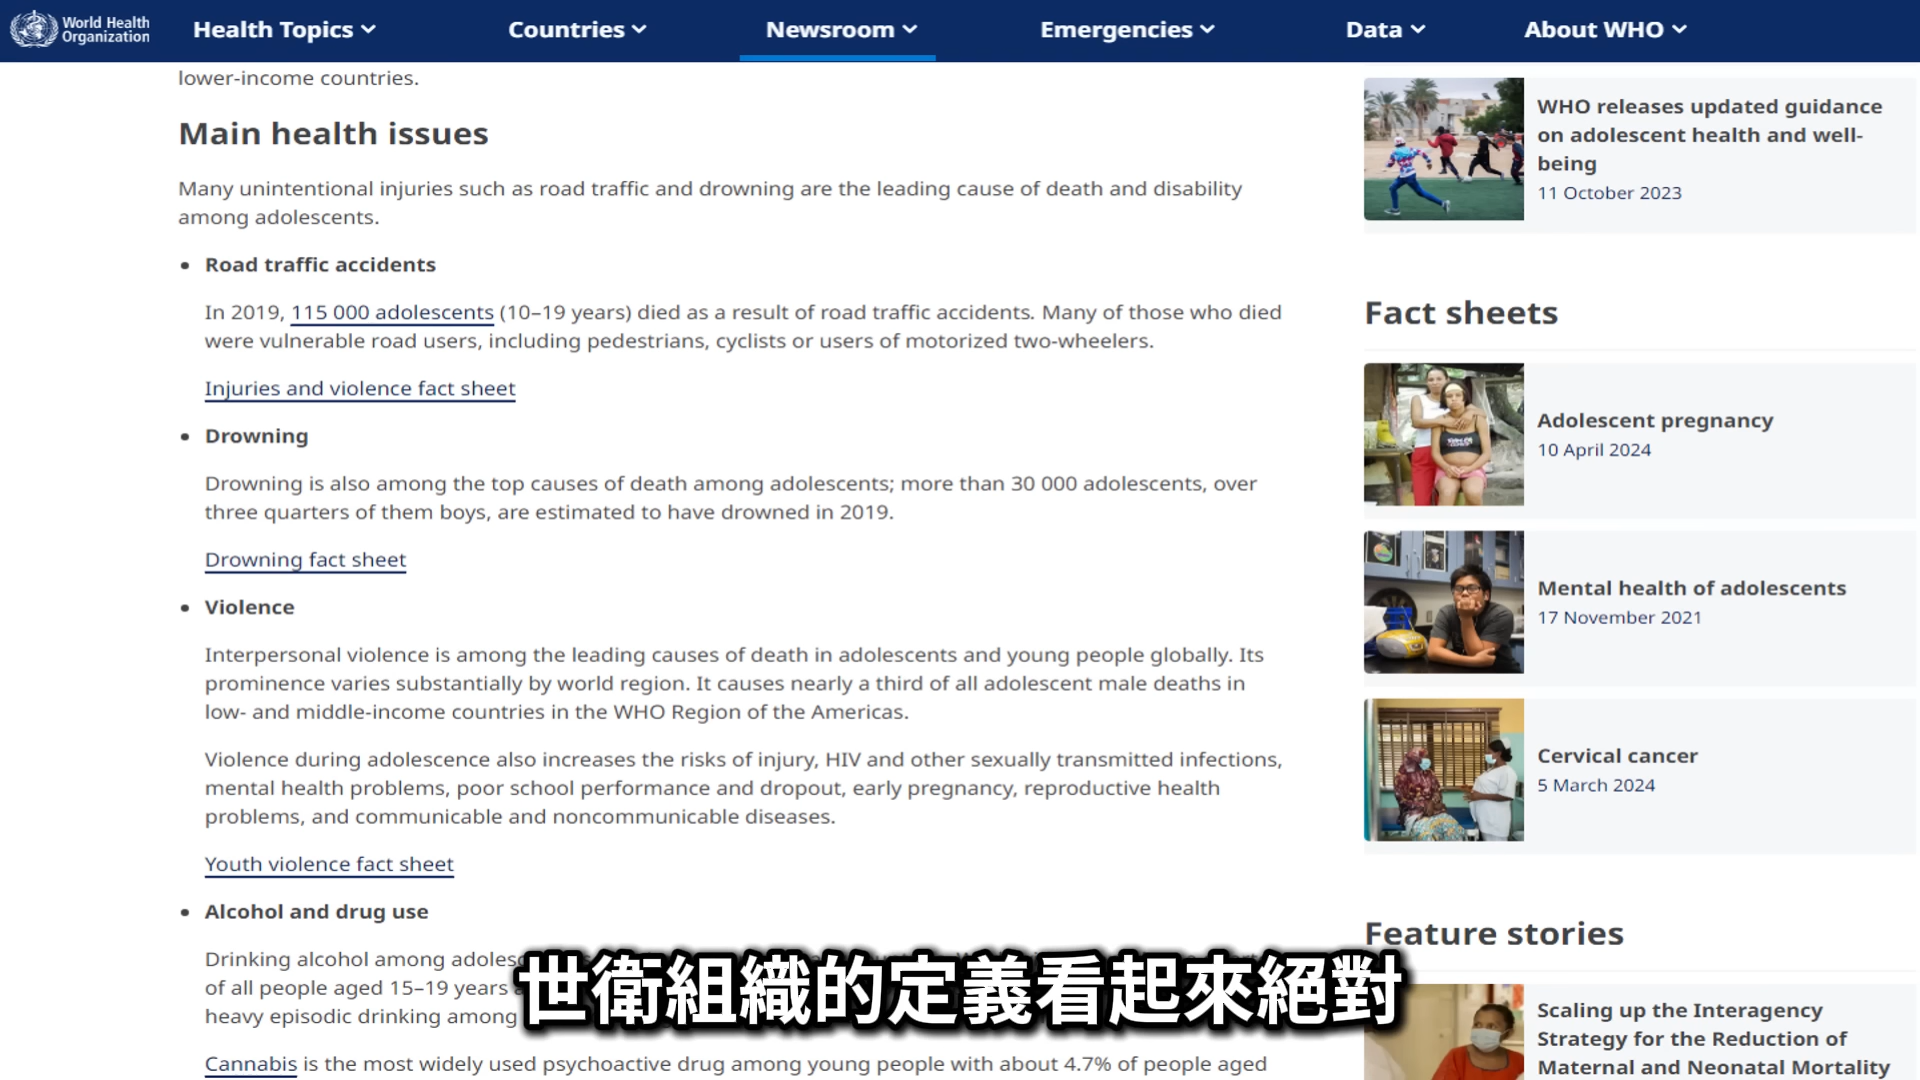 World Health
Organization
Health Topics
Countries
Newsroom
Emergencies
Data
About WHO
lower-income countries.
Main health issues
Many unintentional injuries such as road traffic and drowning are the leading cause of death and disability
among adolescents.
• Road traffic accidents
In 2019, 115 000 adolescents (10–19 years) died as a result of road traffic accidents. Many of those who died
were vulnerable road users, including pedestrians, cyclists or users of motorized two-wheelers.
Injuries and violence fact sheet
• Drowning
Drowning is also among the top causes of death among adolescents; more than 30 000 adolescents, over
three quarters of them boys, are estimated to have drowned in 2019.
Drowning fact sheet
• Violence
Interpersonal violence is among the leading causes of death in adolescents and young people globally. Its
prominence varies substantially by world region. It causes nearly a third of all adolescent male deaths in
low- and middle-income countries in the WHO Region of the Americas.
Violence during adolescence also increases the risks of injury, HIV and other sexually transmitted infections,
mental health problems, poor school performance and dropout, early pregnancy, reproductive health
problems, and communicable and noncommunicable diseases.
Youth violence fact sheet
• Alcohol and drug use
Drinking alcohol among
of all people aged 15–19 years
heavy episodic drinking among
Cannabis is the most widely used psychoactive drug among young people with about 4.7% of people aged
WHO releases updated guidance
on adolescent health and well-
being
11 October 2023
Fact sheets
Adolescent pregnancy
10 April 2024
Mental health of adolescents
17 November 2021
Cervical cancer
5 March 2024
Feature stories
Scaling up the Interagency
Strategy for the Reduction of
Maternal and Neonatal Mortality
世衛組織的定義看起來絕對